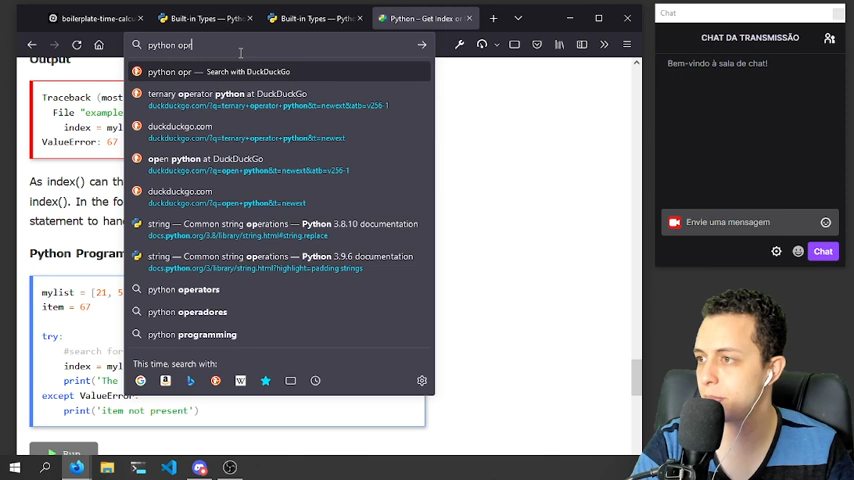 boilerplate-time-calcu
Built-in Types — Pytho
Built-in Types — Pytho
Python – Get Index or
python opr
Output
Traceback (mos
File "example
index = myl
ValueError: 67
As index() can th
index(). In the fo
statement to hand
Python Program
mylist = [21, 5
item = 67
try:
#search for
index = my
print('The
except ValueError:
print('item not present')
Run
python opr — Search with DuckDuckGo
ternary operator python at DuckDuckGo
duckduckgo.com/?q=ternary+operator+python&t=newext&atb=v256-1
duckduckgo.com
duckduckgo.com/?q=ternary+operator+python&t=newext
open python at DuckDuckGo
duckduckgo.com/?q=open+python&t=newext&atb=v256-1
duckduckgo.com
duckduckgo.com/?q=open+python&t=newext
string — Common string operations — Python 3.8.10 documentation
docs.python.org/3.8/library/string.html#string.replace
string — Common string operations — Python 3.9.6 documentation
docs.python.org/3/library/string.html?highlight=padding strings
python operators
python operadores
python programming
This time, search with:
Chat
CHAT DA TRANSMISSÃO
Bem-vindo à sala de chat!
Envie uma mensagem
Chat